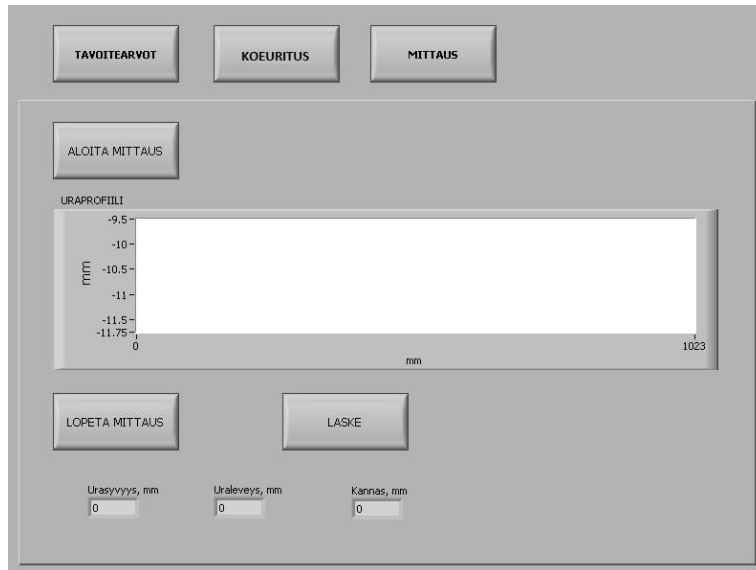 TAVOITEARVOT KOEURITUS MITTAUS
ALOITA MITTAUS
URAPROFIILI
-9.5
-10
-10.5
-11
-11.5
-11.75
mm
0 1023
mm
LOPETA MITTAUS LASKE
Urasyvyys, mm Uraleveys, mm Kannas, mm
0 0 0